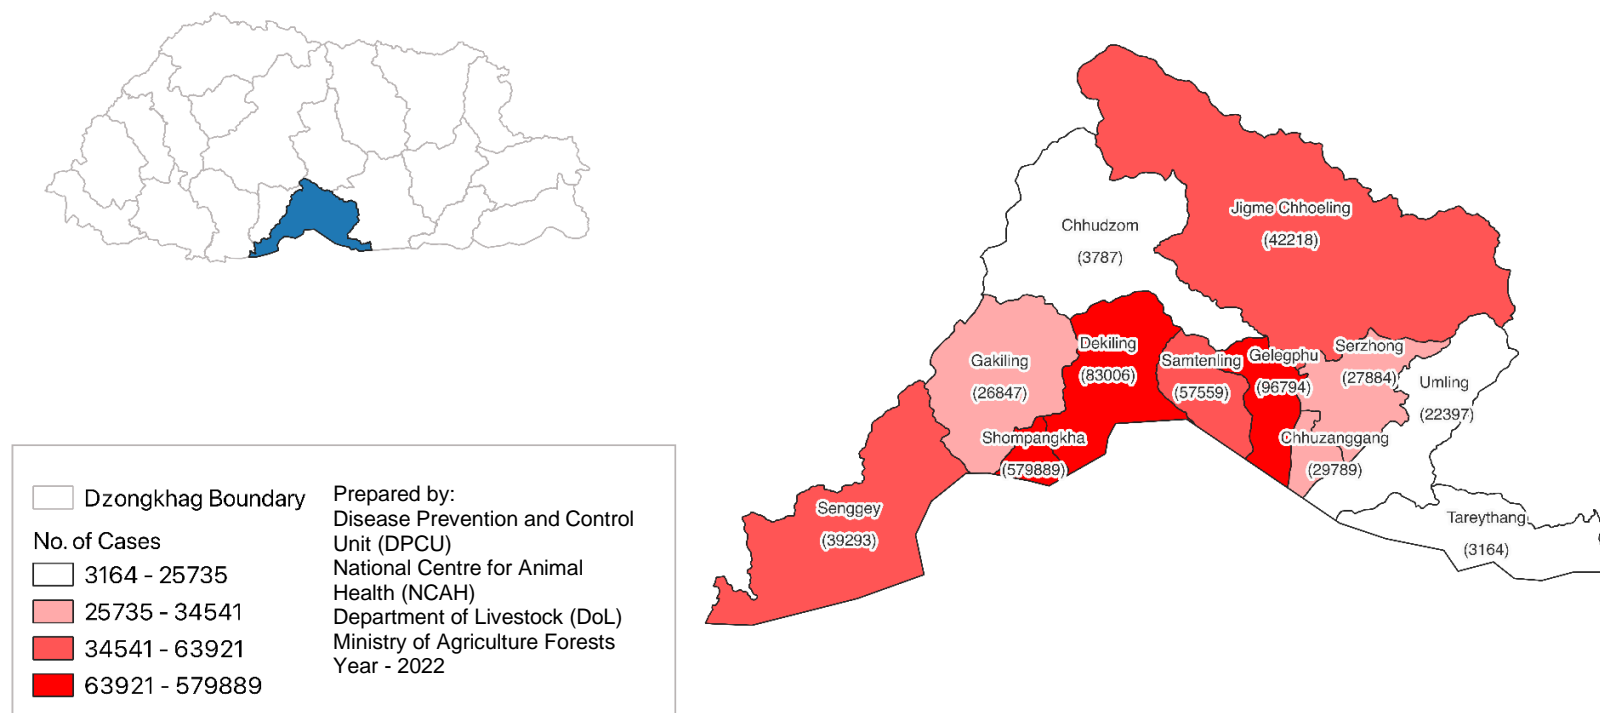 Dzongkhag Boundary
No. of Cases
3164 - 25735
25735 - 34541
34541 - 63921
63921 - 579889
Prepared by:
Disease Prevention and Control
Unit (DPCU)
National Centre for Animal
Health (NCAH)
Department of Livestock (DoL)
Ministry of Agriculture Forests
Year - 2022
Jigme Chhoeling
(42218)
Chhudzom
(3787)
Dekiling
(83006)
Gakiling
(26847)
Samtenling
(57559)
Gelegphu
(96794)
Serzhong
(27884)
Umling
(22397)
Shompangkha
(579889)
Chhuzanggang
(29789)
Senggey
(39293)
Tareythang
(3164)